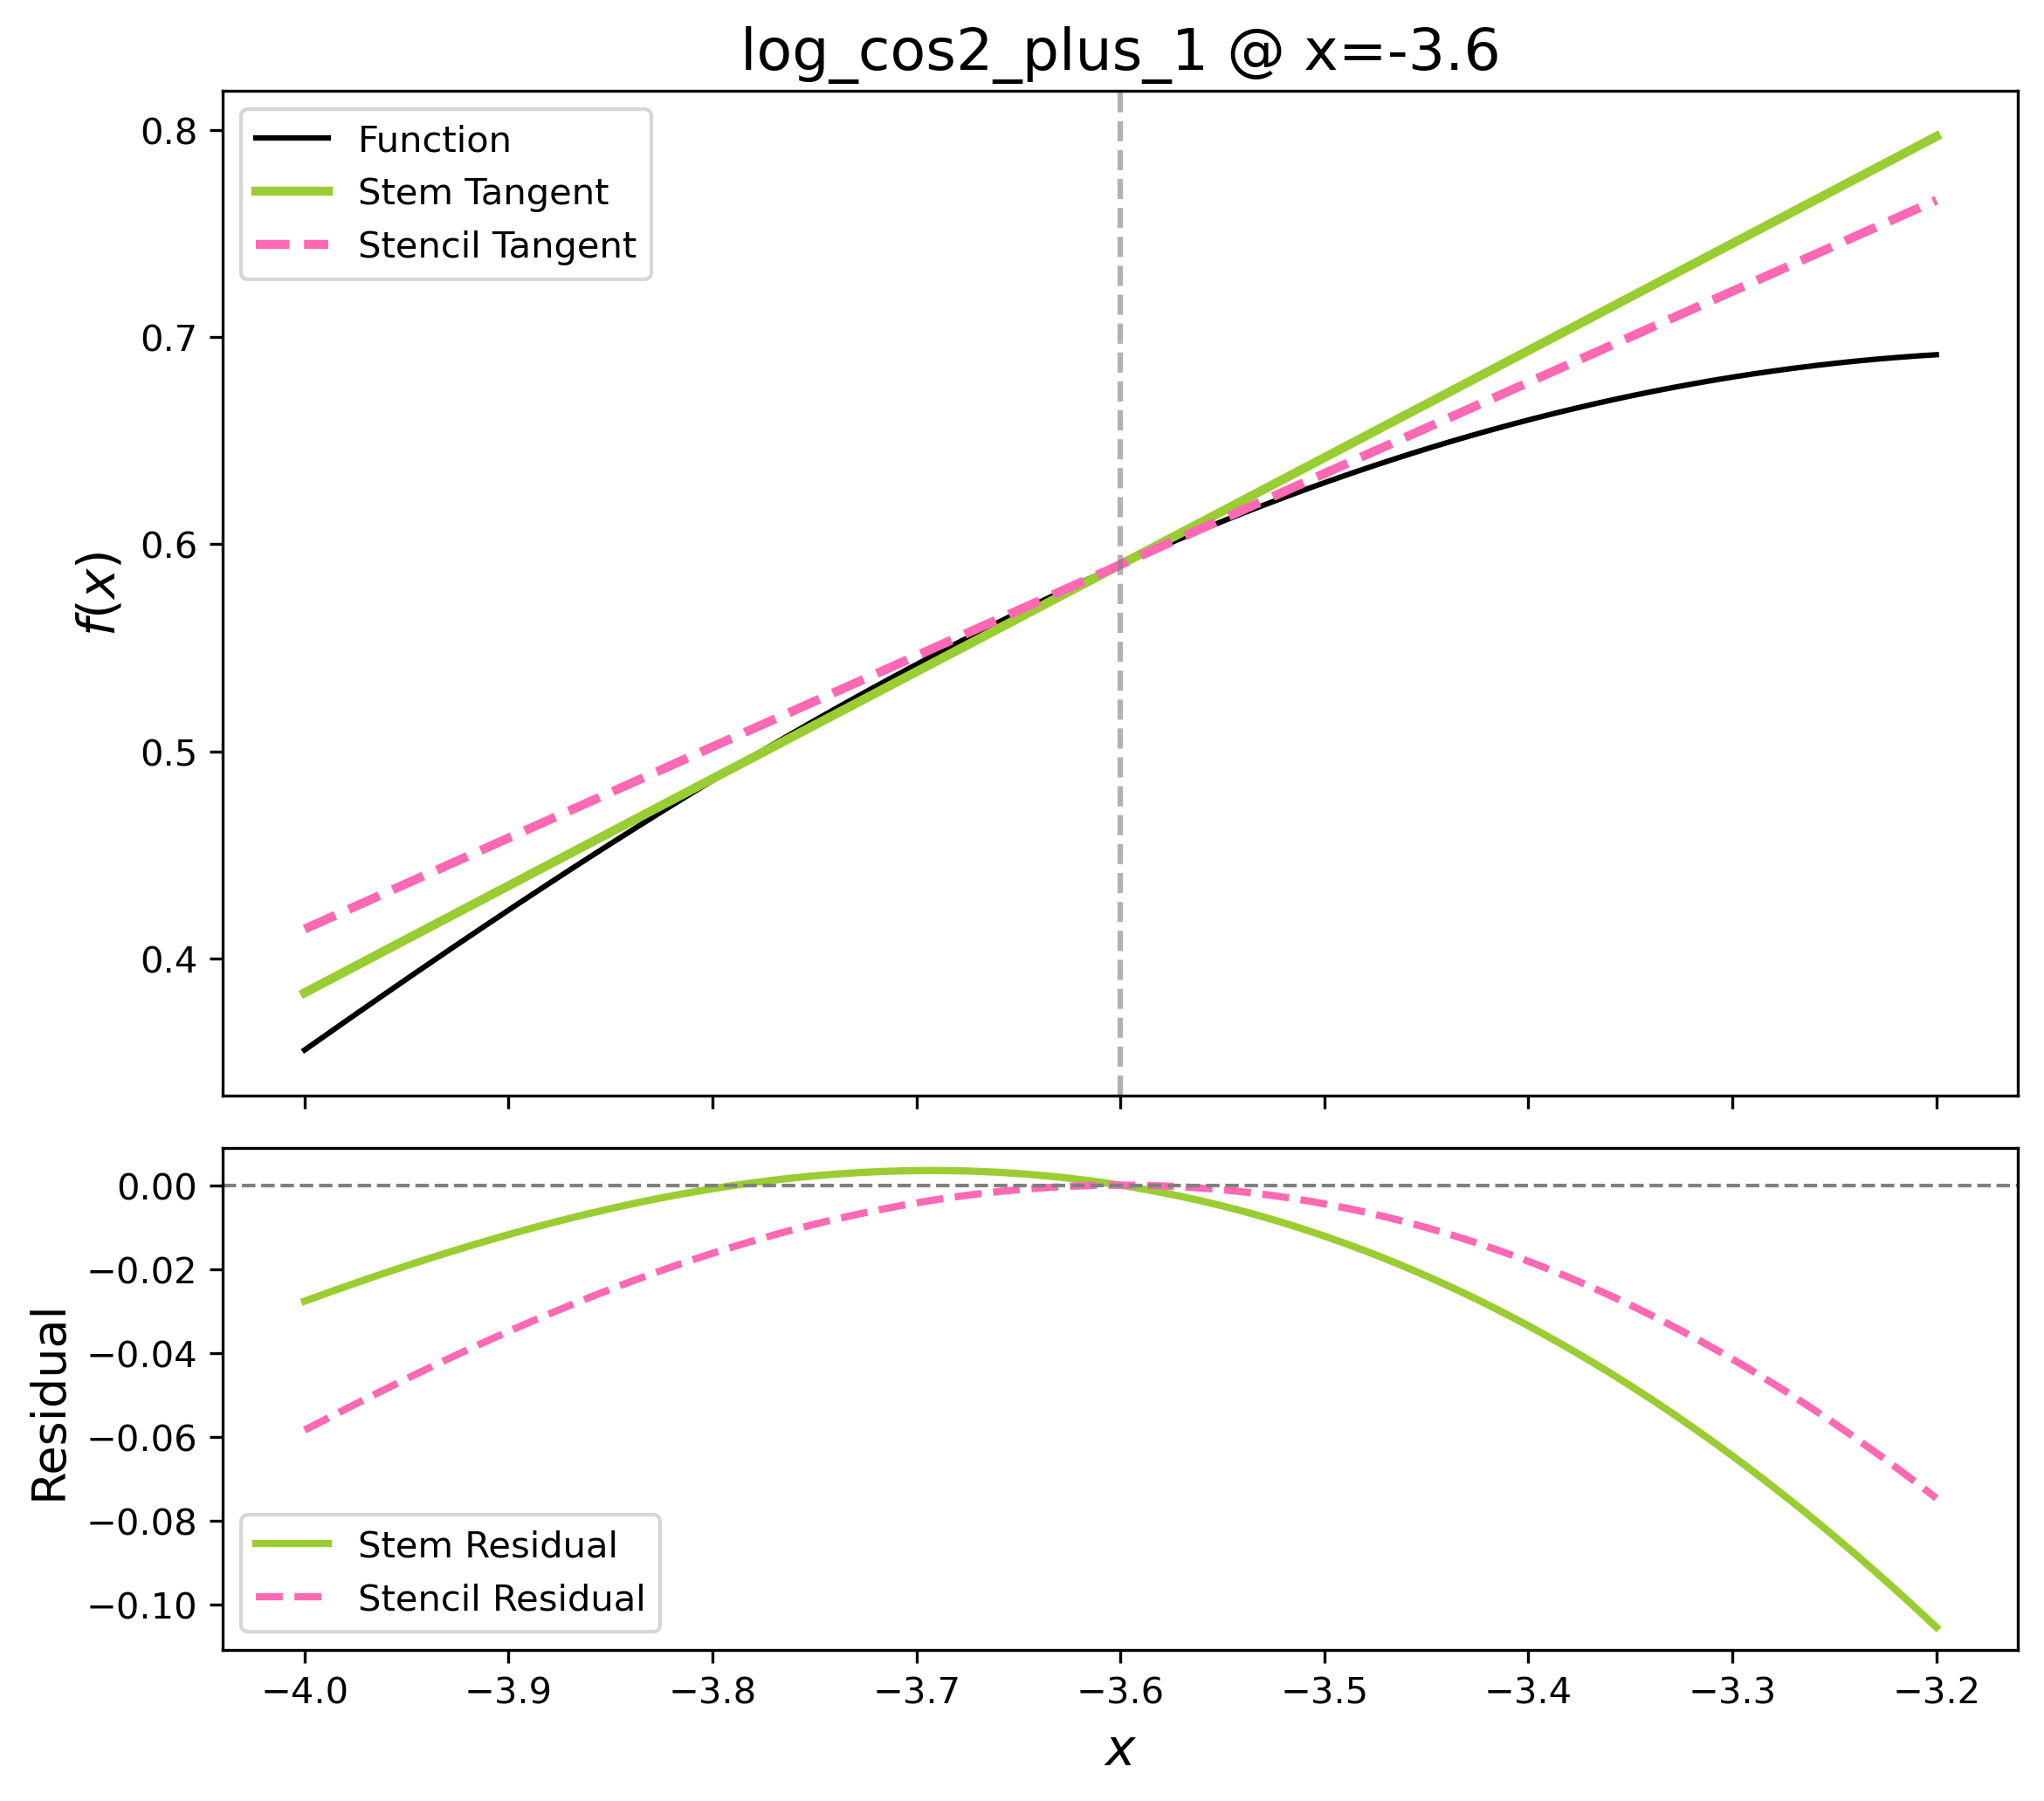 log_cos2_plus_1 @ x=-3.6
Function
Stem Tangent
Stencil Tangent
0.8
0.7
0.6
0.5
0.4
f(x)
0.00
−0.02
−0.04
−0.06
−0.08
−0.10
Residual
Stem Residual
Stencil Residual
−4.0 −3.9 −3.8 −3.7 −3.6 −3.5 −3.4 −3.3 −3.2
x